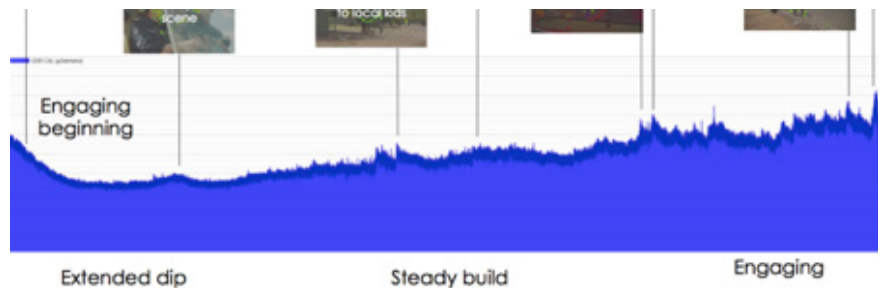 scene
to local kids
Engaging
beginning
Extended dip
Steady build
Engaging